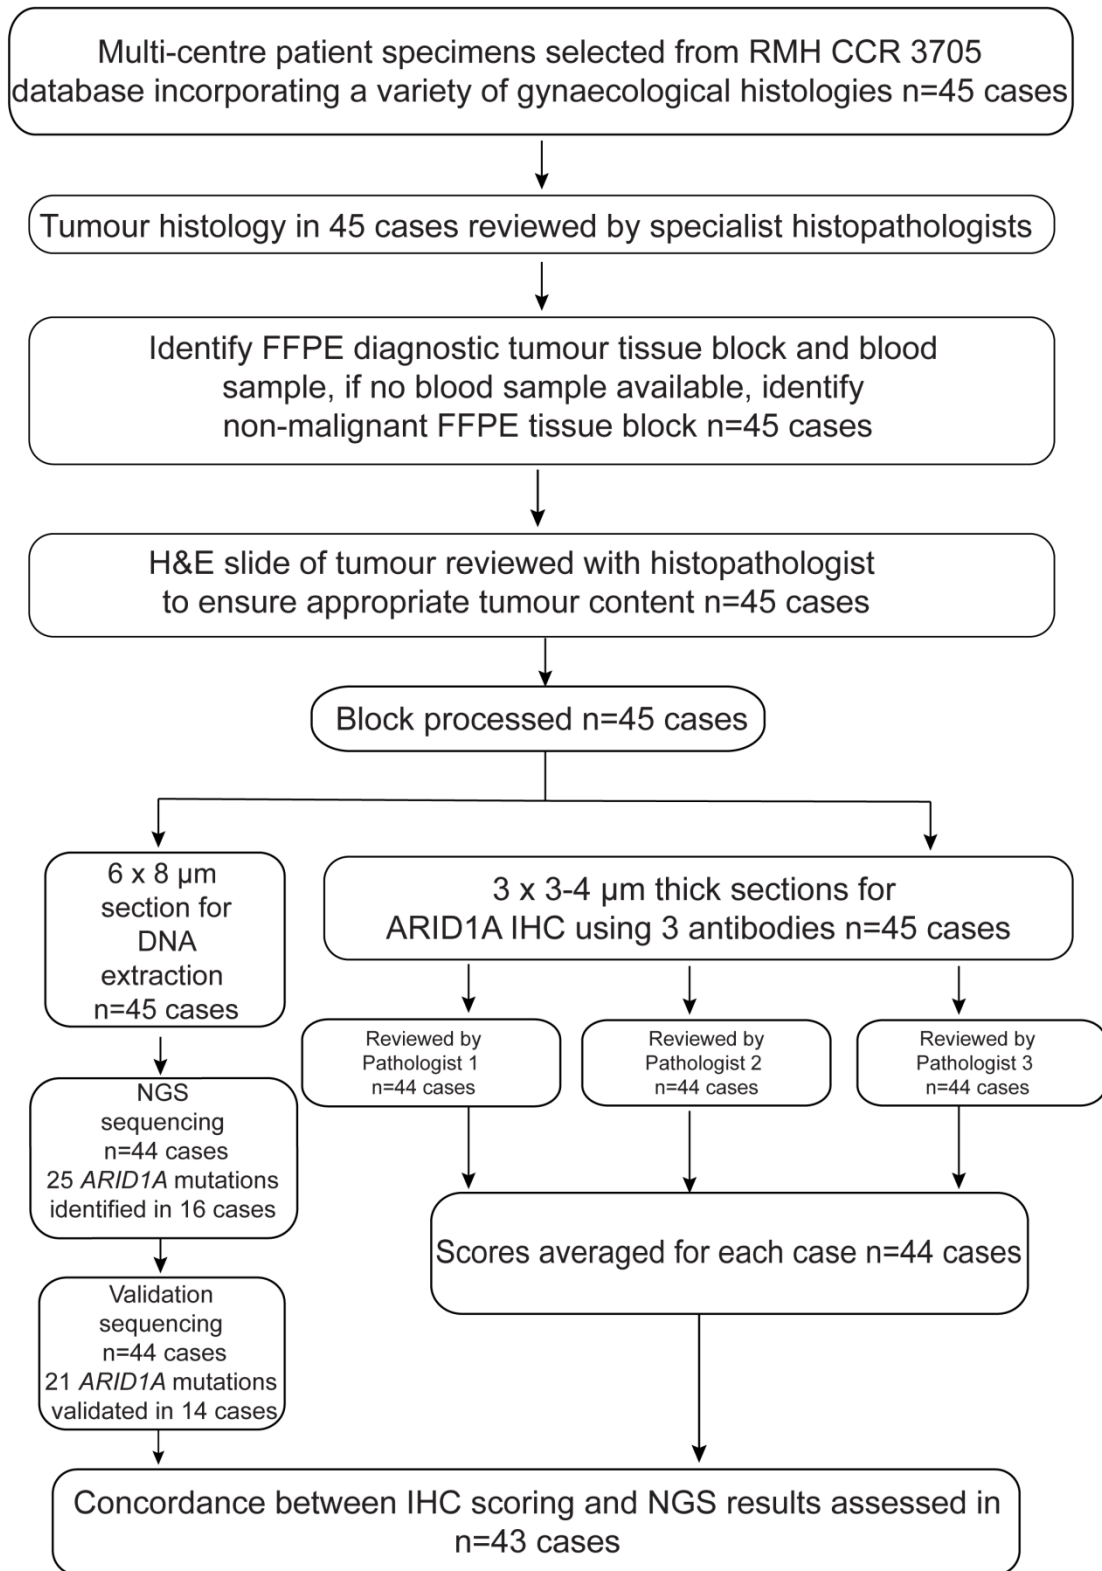 Multi-centre patient specimens selected from RMH CCR 3705
database incorporating a variety of gynaecological histologies n=45 cases
Tumour histology in 45 cases reviewed by specialist histopathologists
Identify FFPE diagnostic tumour tissue block and blood
sample, if no blood sample available, identify
non-malignant FFPE tissue block n=45 cases
H&E slide of tumour reviewed with histopathologist
to ensure appropriate tumour content n=45 cases
Block processed n=45 cases
6 x 8 µm
section for
DNA
extraction
n=45 cases
3 x 3-4 µm thick sections for
ARID1A IHC using 3 antibodies n=45 cases
Reviewed by
Pathologist 1
n=44 cases
Reviewed by
Pathologist 2
n=44 cases
Reviewed by
Pathologist 3
n=44 cases
NGS
sequencing
n=44 cases
25 ARID1A mutations
identified in 16 cases
Scores averaged for each case n=44 cases
Validation
sequencing
n=44 cases
21 ARID1A mutations
validated in 14 cases
Concordance between IHC scoring and NGS results assessed in
n=43 cases